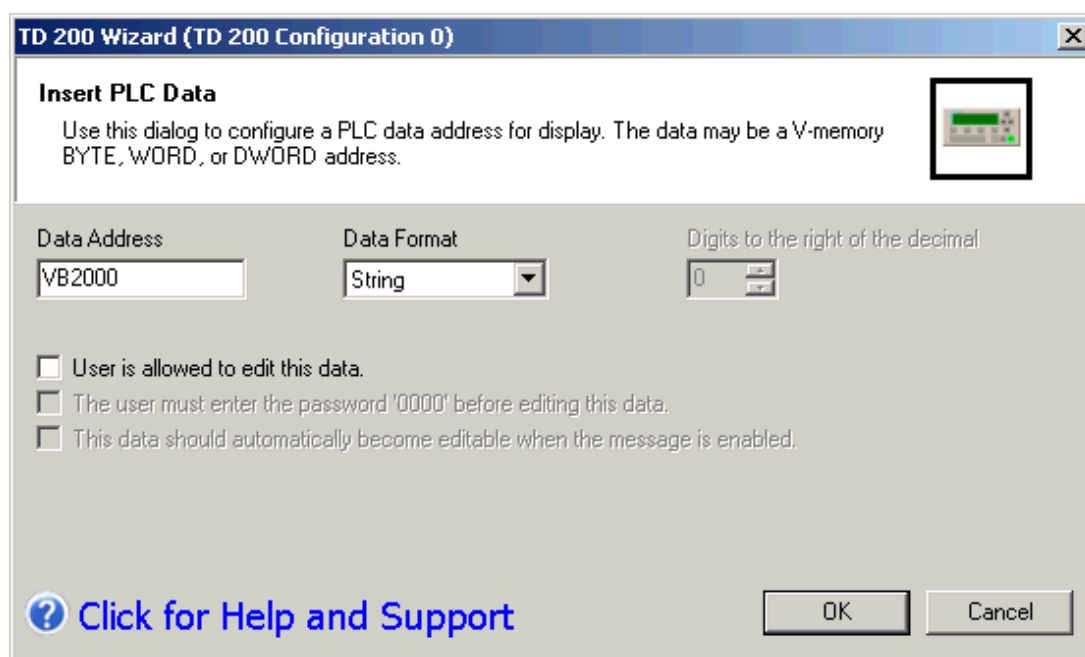 TD 200 Wizard (TD 200 Configuration 0)
Insert PLC Data
Use this dialog to configure a PLC data address for display. The data may be a V-memory
BYTE, WORD, or DWORD address.
Data Address
Data Format
Digits to the right of the decimal
VB2000
String
0
User is allowed to edit this data.
The user must enter the password '0000' before editing this data.
This data should automatically become editable when the message is enabled.
? Click for Help and Support
OK
Cancel